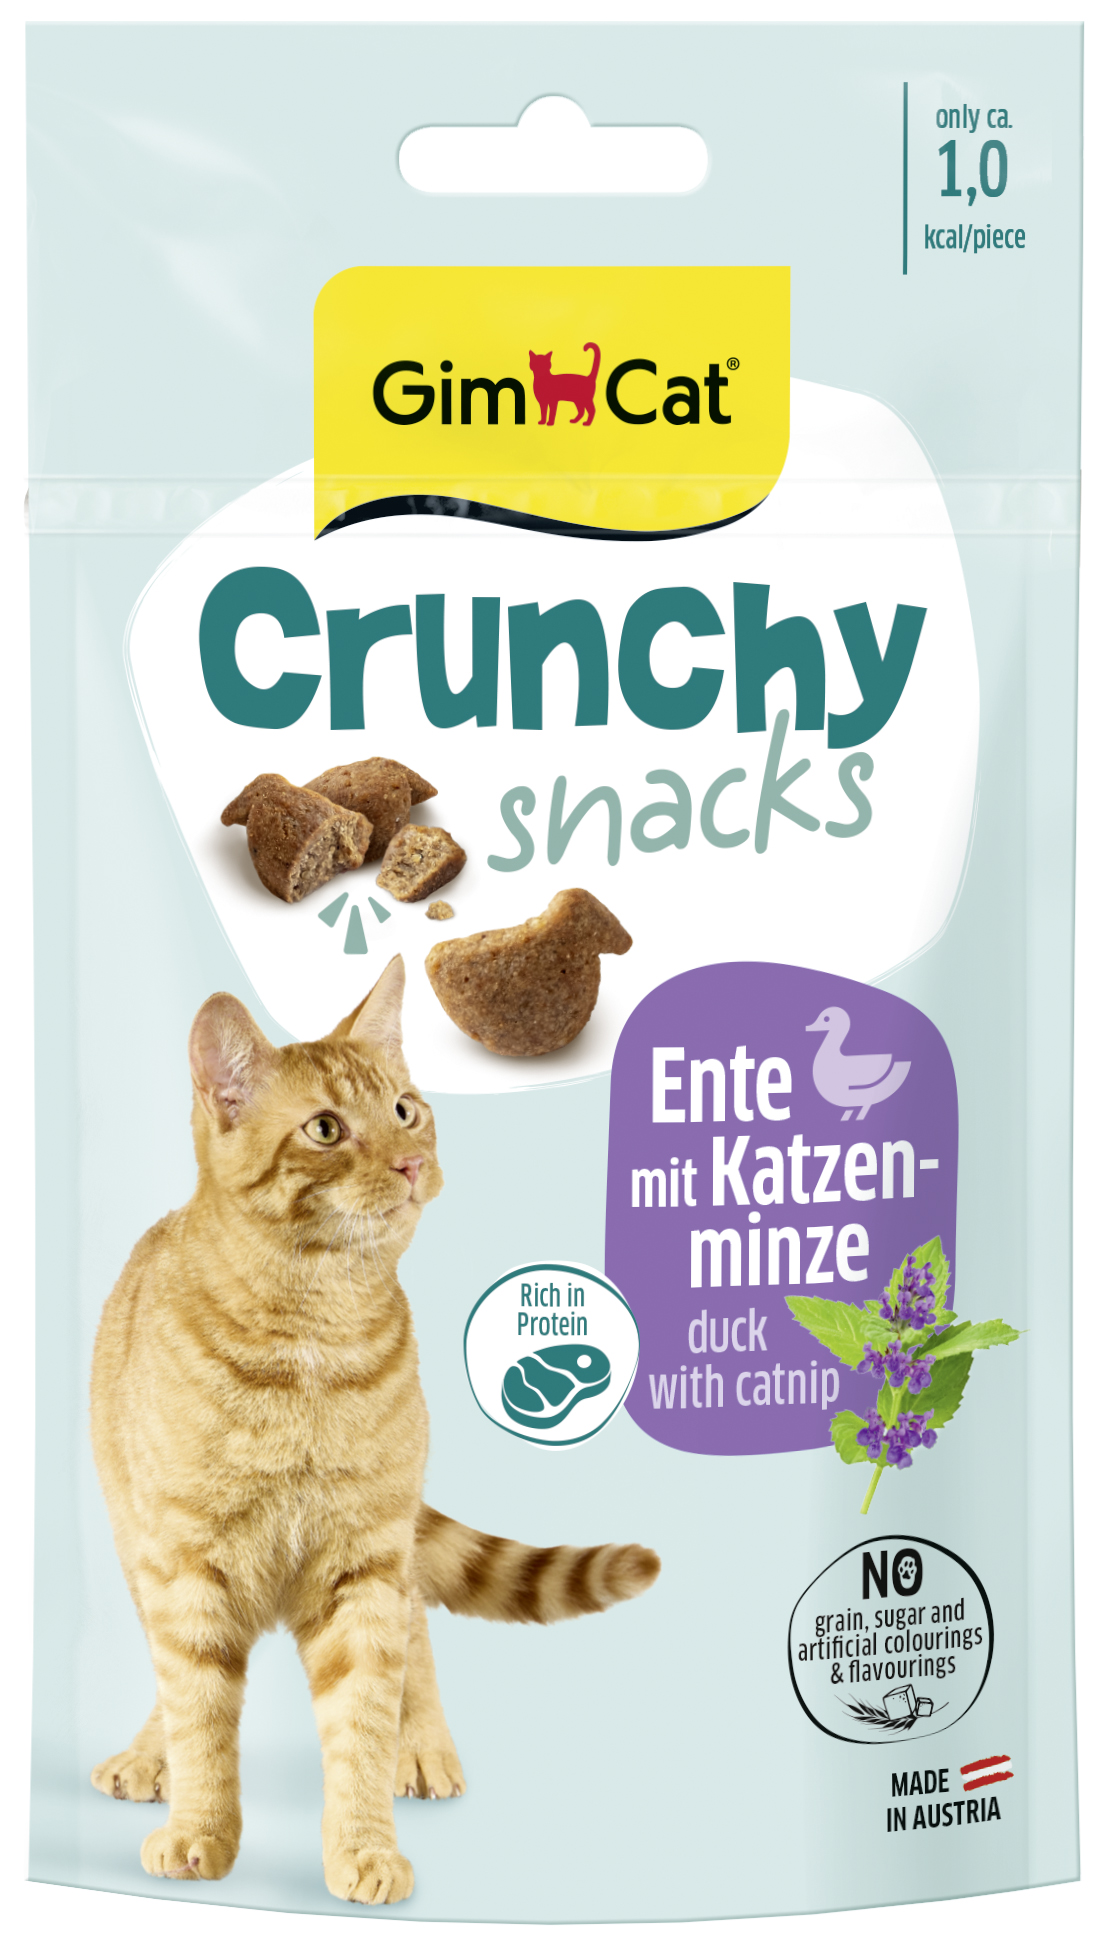 only ca.
1,0
kcal/piece
GimCat®
Crunchy
snacks
Ente
mit Katzen-
minze
duck
with catnip
Rich in
Protein
NO
grain, sugar and
artificial colourings
& flavourings
MADE
IN AUSTRIA